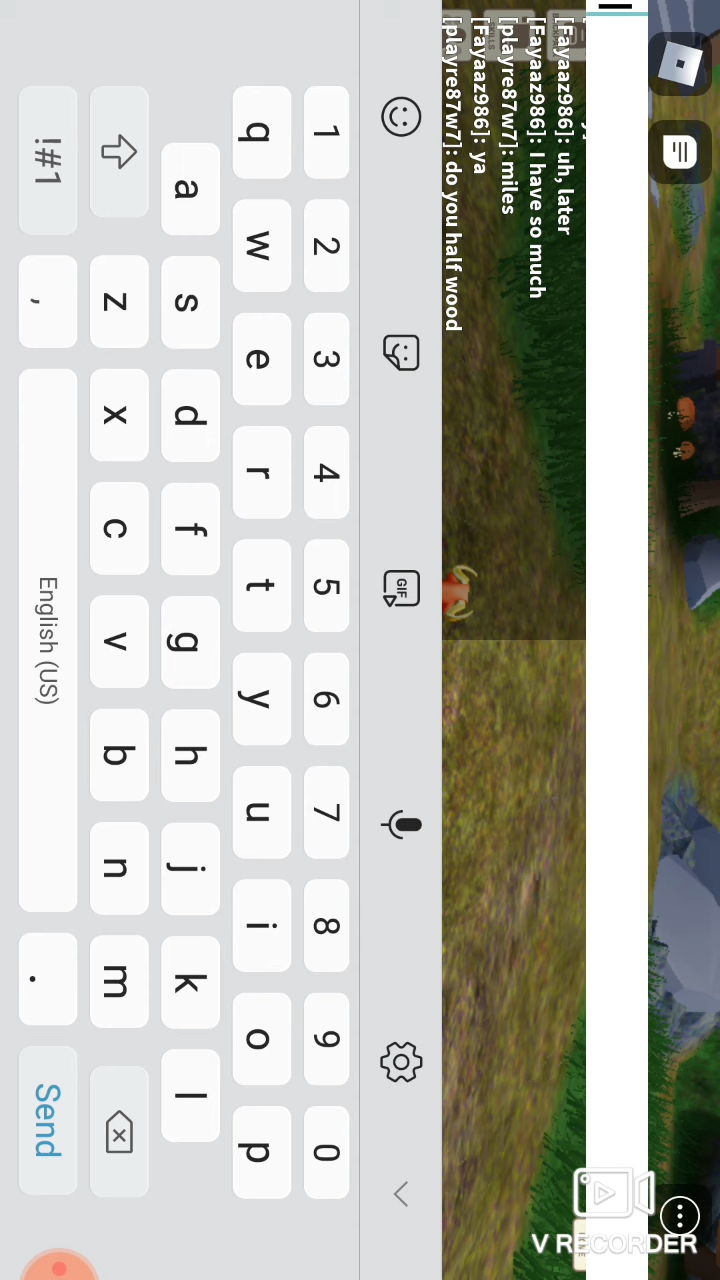 [Fayaaz986]: uh, later
[Fayaaz986]: I have so much
[playre87w7]: miles
[Fayaaz986]: ya
[playre87w7]: do you half wood
GIF
1 2 3 4 5 6 7 8 9 0
q w e r t y u i o p
a s d f g h j k l
z x c v b n m
!#1 , English (US) . Send
V RECORDER